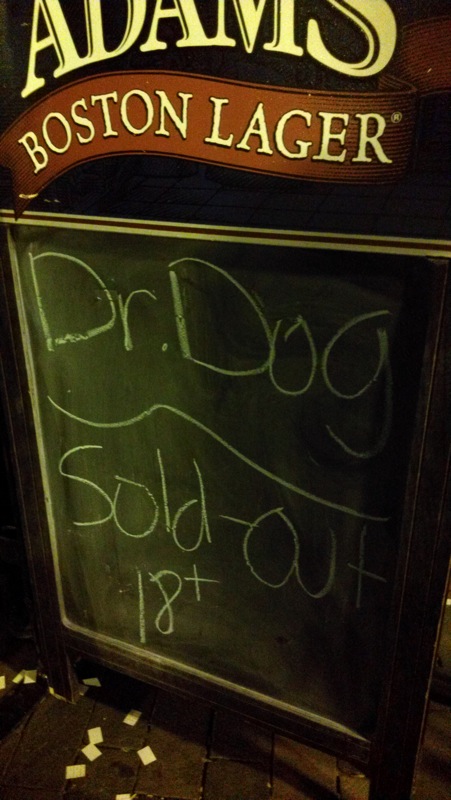 ADAMS
BOSTON LAGER®
Dr. Dog
Sold-out
18+